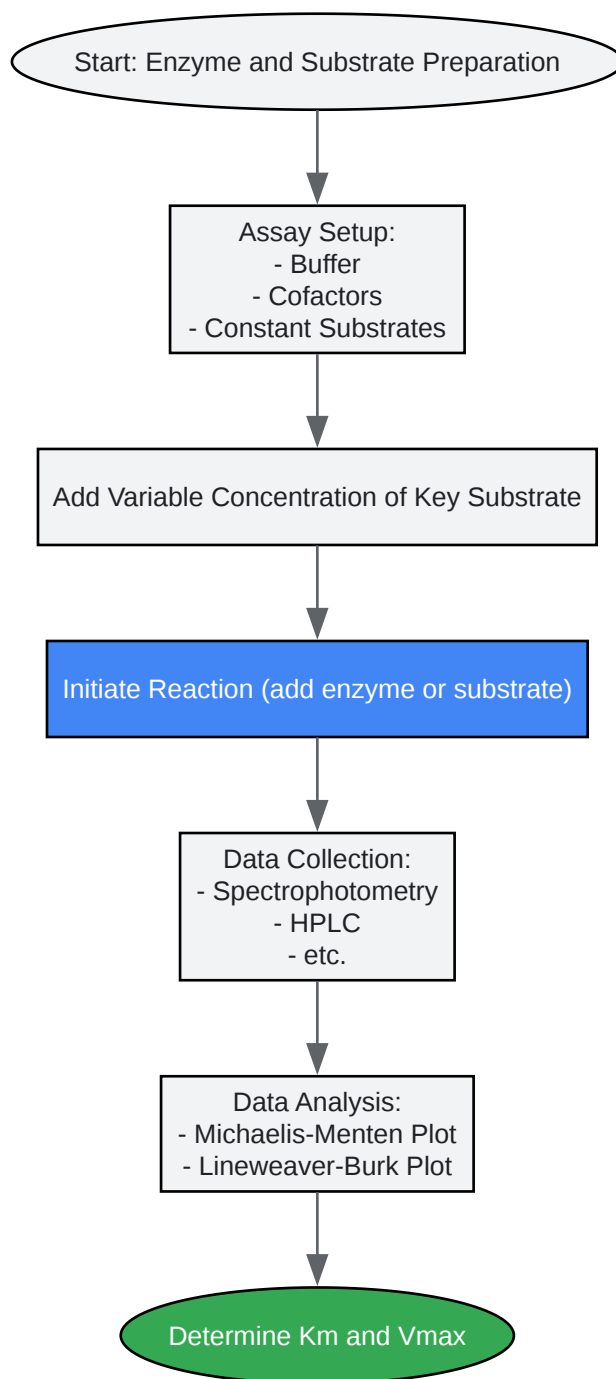 Start: Enzyme and Substrate Preparation
Assay Setup:
- Buffer
- Cofactors
- Constant Substrates
Add Variable Concentration of Key Substrate
Initiate Reaction (add enzyme or substrate)
Data Collection:
- Spectrophotometry
- HPLC
- etc.
Data Analysis:
- Michaelis-Menten Plot
- Lineweaver-Burk Plot
Determine Km and Vmax